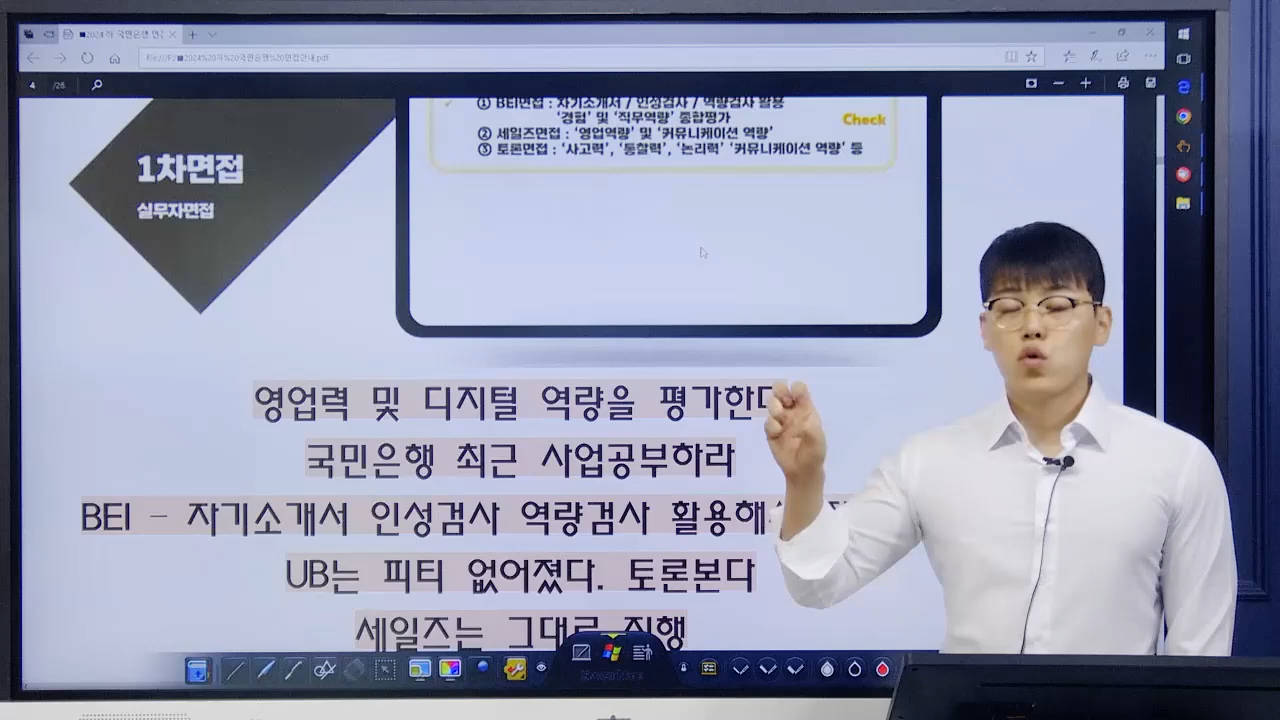 4 /26
① BEI면접 : 자기소개서 / 인성검사 / 역량검사 활용
'경험' 및 '직무역량' 종합평가
Check
② 세일즈면접 : '영업역량' 및 '커뮤니케이션 역량'
③ 토론면접 : '사고력', '통찰력', '논리력' '커뮤니케이션 역량' 등
1차면접
실무자면접
영업력 및 디지털 역량을 평가한다
국민은행 최근 사업공부하라
BEI – 자기소개서 인성검사 역량검사 활용해
UB는 피티 없어졌다. 토론본다
세일즈는 그대로 진행